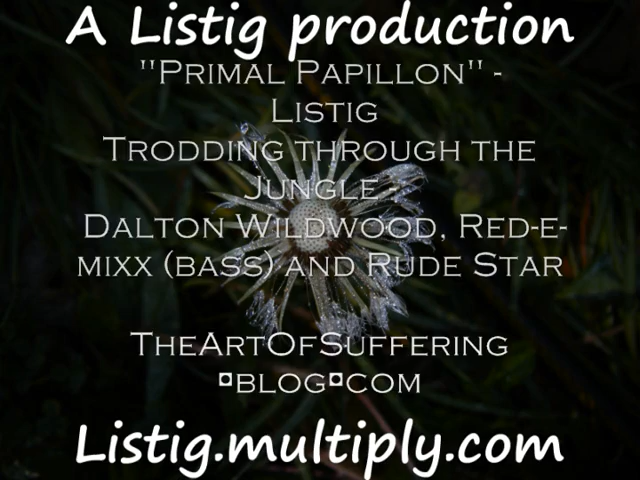 A Listig production
"Primal Papillon" -
Listig
Trodding through the
Jungle -
Dalton Wildwood, Red-e-
mixx (bass) and Rude Star
TheArtOfSuffering
▪blog▪com
Listig.multiply.com